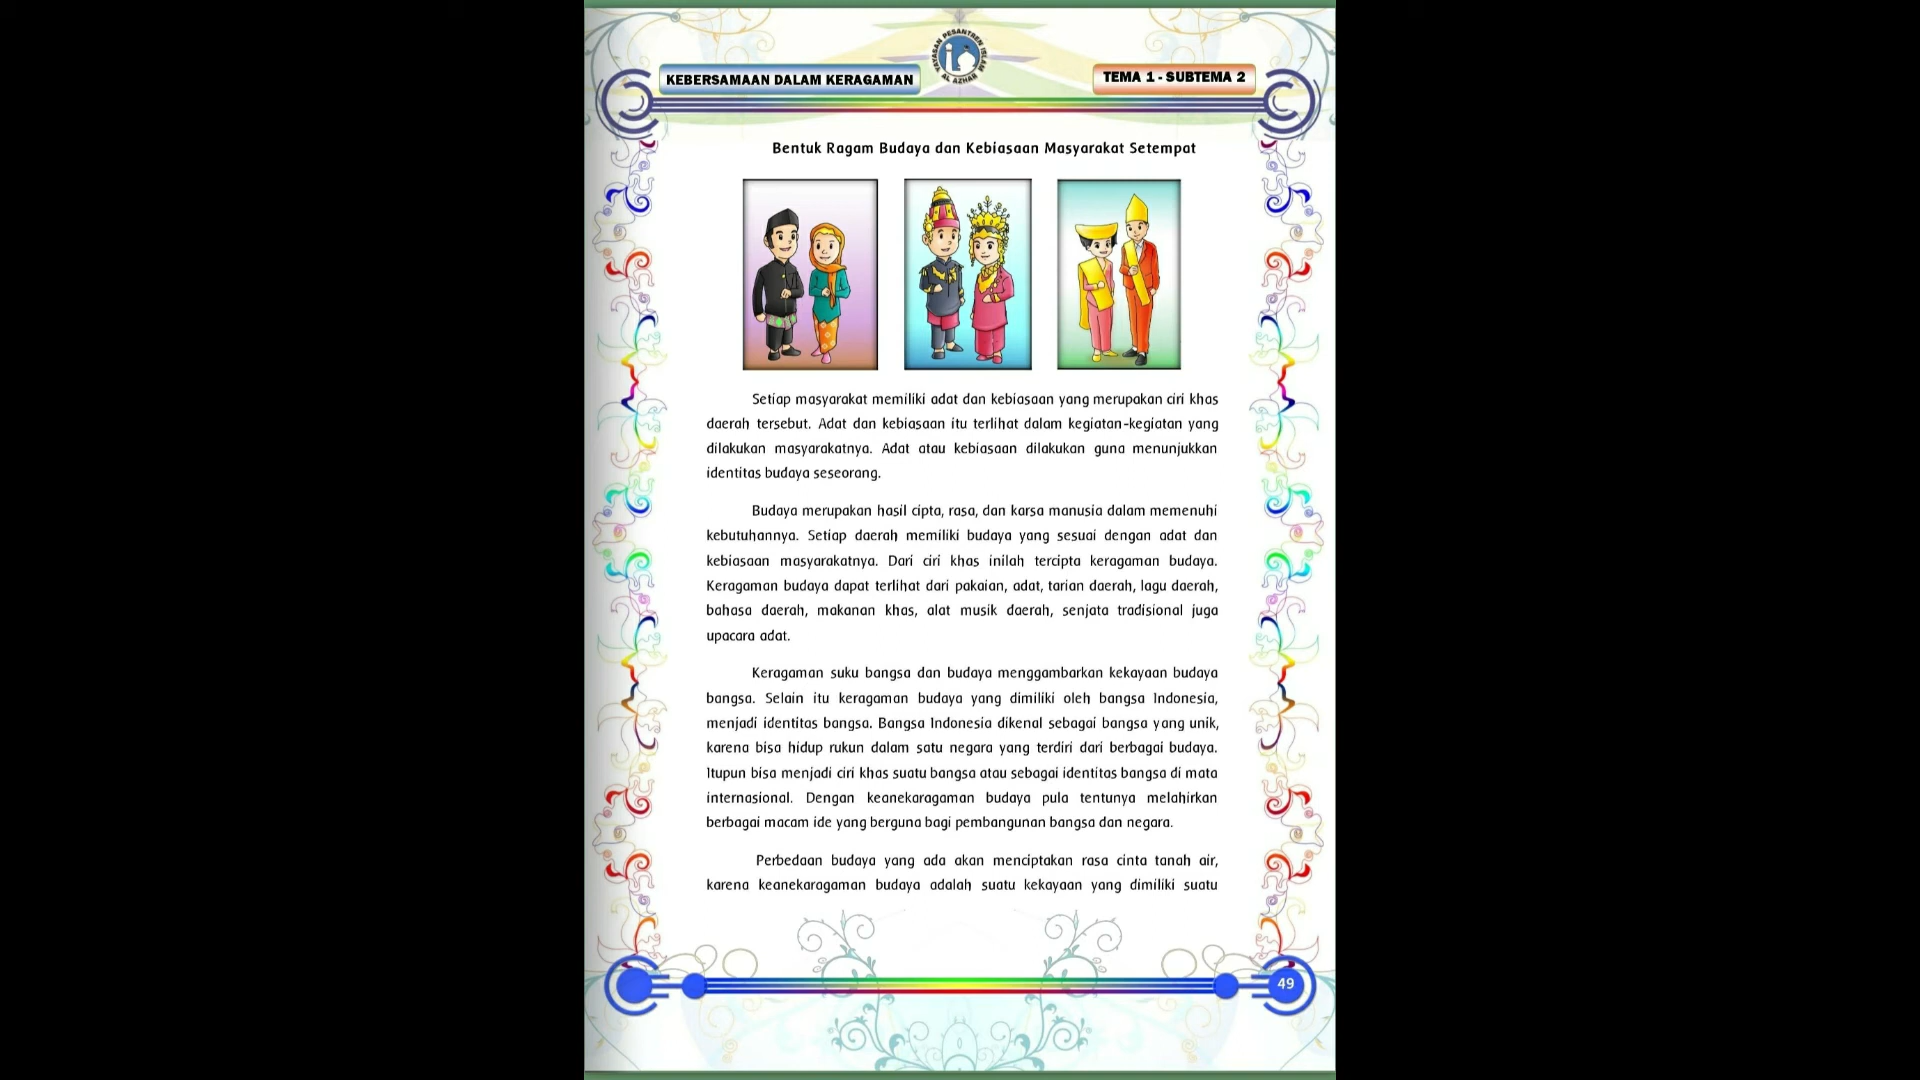 YAYASAN PESANTREN ISLAM
AL AZHAR
KEBERSAMAAN DALAM KERAGAMAN
TEMA 1 - SUBTEMA 2
Bentuk Ragam Budaya dan Kebiasaan Masyarakat Setempat
Setiap masyarakat memiliki adat dan kebiasaan yang merupakan ciri khas
daerah tersebut. Adat dan kebiasaan itu terlihat dalam kegiatan-kegiatan yang
dilakukan masyarakatnya. Adat atau kebiasaan dilakukan guna menunjukkan
identitas budaya seseorang.
Budaya merupakan hasil cipta, rasa, dan karsa manusia dalam memenuhi
kebutuhannya. Setiap daerah memiliki budaya yang sesuai dengan adat dan
kebiasaan masyarakatnya. Dari ciri khas inilah tercipta keragaman budaya.
Keragaman budaya dapat terlihat dari pakaian, adat, tarian daerah, lagu daerah,
bahasa daerah, makanan khas, alat musik daerah, senjata tradisional juga
upacara adat.
Keragaman suku bangsa dan budaya menggambarkan kekayaan budaya
bangsa. Selain itu keragaman budaya yang dimiliki oleh bangsa Indonesia,
menjadi identitas bangsa. Bangsa Indonesia dikenal sebagai bangsa yang unik,
karena bisa hidup rukun dalam satu negara yang terdiri dari berbagai budaya.
Itupun bisa menjadi ciri khas suatu bangsa atau sebagai identitas bangsa di mata
internasional. Dengan keanekaragaman budaya pula tentunya melahirkan
berbagai macam ide yang berguna bagi pembangunan bangsa dan negara.
Perbedaan budaya yang ada akan menciptakan rasa cinta tanah air,
karena keanekaragaman budaya adalah suatu kekayaan yang dimiliki suatu
49